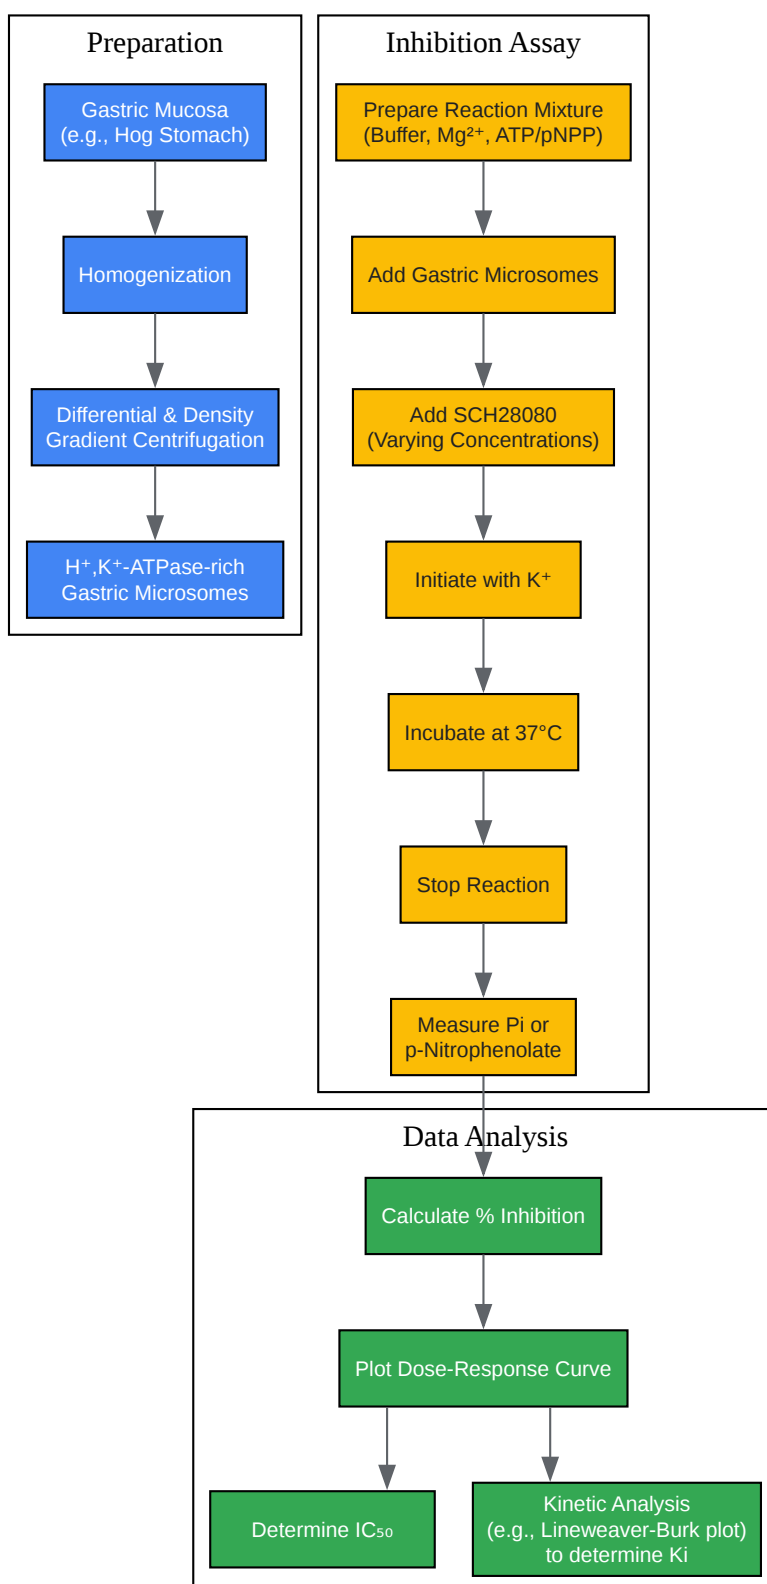 Preparation
Gastric Mucosa
(e.g., Hog Stomach)
Homogenization
Differential & Density
Gradient Centrifugation
H⁺,K⁺-ATPase-rich
Gastric Microsomes
Inhibition Assay
Prepare Reaction Mixture
(Buffer, Mg²⁺, ATP/pNPP)
Add Gastric Microsomes
Add SCH28080
(Varying Concentrations)
Initiate with K⁺
Incubate at 37°C
Stop Reaction
Measure Pi or
p-Nitrophenolate
Data Analysis
Calculate % Inhibition
Plot Dose-Response Curve
Determine IC₅₀
Kinetic Analysis
(e.g., Lineweaver-Burk plot)
to determine Ki